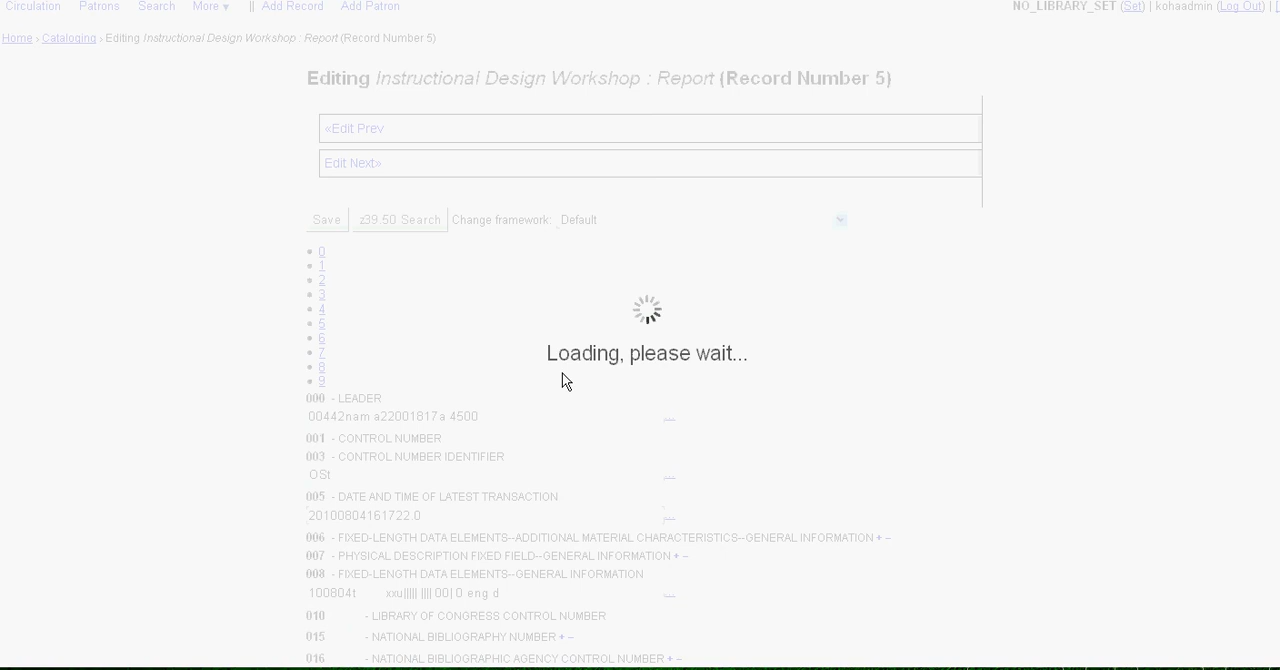 Circulation Patrons Search More ▾ || Add Record Add Patron NO_LIBRARY_SET (Set) | kohaadmin (Log Out) | [
Home › Cataloging › Editing Instructional Design Workshop : Report (Record Number 5)
Editing Instructional Design Workshop : Report (Record Number 5)
«Edit Prev
Edit Next»
Save z39.50 Search Change framework: Default
• 0
• 1
• 2
• 3
• 4
• 5
• 6
• 7
• 8
• 9
Loading, please wait...
000 - LEADER
00442nam a22001817a 4500 ...
001 - CONTROL NUMBER
003 - CONTROL NUMBER IDENTIFIER
OSt ...
005 - DATE AND TIME OF LATEST TRANSACTION
20100804161722.0 ...
006 - FIXED-LENGTH DATA ELEMENTS--ADDITIONAL MATERIAL CHARACTERISTICS--GENERAL INFORMATION + −
007 - PHYSICAL DESCRIPTION FIXED FIELD--GENERAL INFORMATION + −
008 - FIXED-LENGTH DATA ELEMENTS--GENERAL INFORMATION
100804t xxu||||| |||| 00| 0 eng d ...
010 - LIBRARY OF CONGRESS CONTROL NUMBER
015 - NATIONAL BIBLIOGRAPHY NUMBER + −
016 - NATIONAL BIBLIOGRAPHIC AGENCY CONTROL NUMBER + −